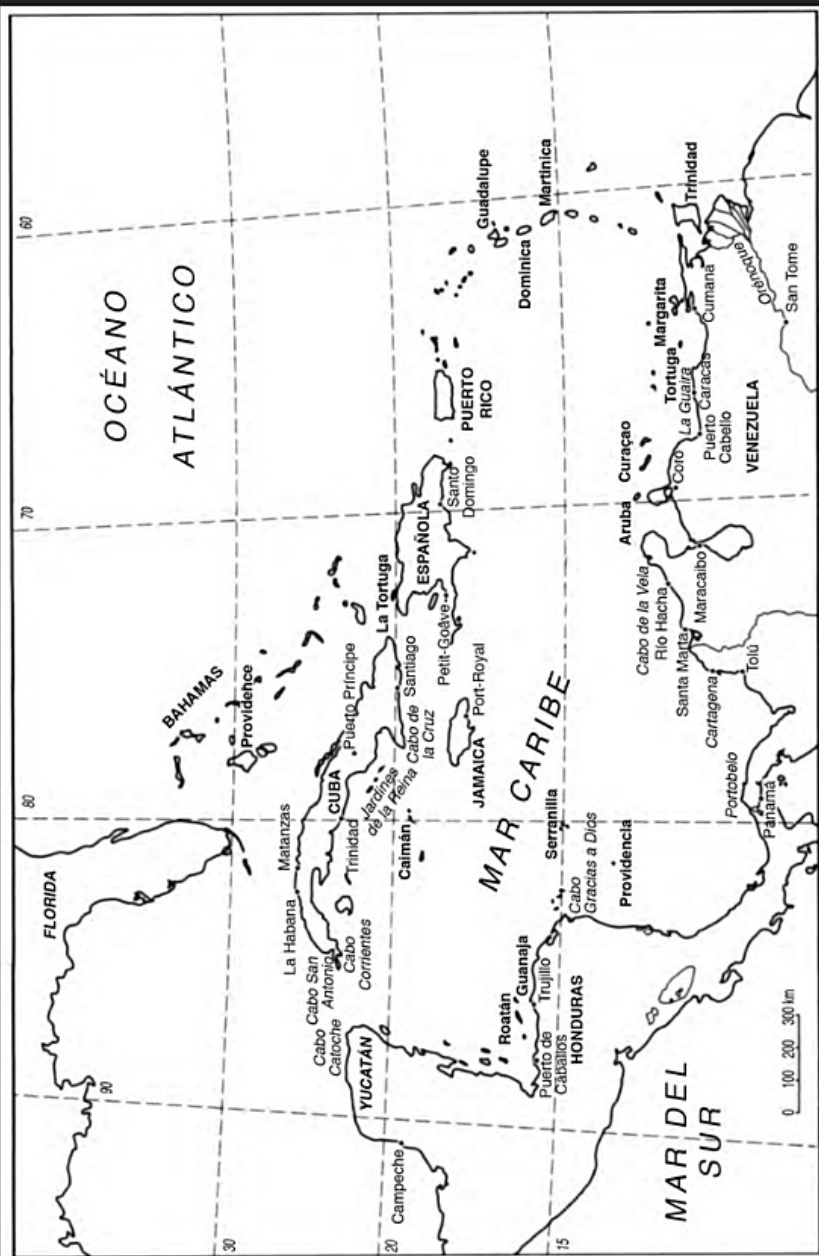 OCÉANO
ATLÁNTICO
60
70
80
90
30
20
15
FLORIDA
BAHAMAS
Providehce
La Habana
Matanzas
CUBA
Puerto Príncipe
Trinidad
Jardines
de la Reina
Cabo San
Antonio
Cabo
Corrientes
Cabo
Catoche
Cabo de
la Cruz
Santiago
Caimán
La Tortuga
ESPAÑOLA
Santo
Domingo
Petit-Goâve
JAMAICA
Port-Royal
PUERTO
RICO
Guadalupe
Dominica
Martinica
YUCATÁN
Campeche
MAR CARIBE
Serranilla
Cabo
Gracias a Dios
Providencia
Roatán
Guanaja
Trujillo
Puerto de
Caballos
HONDURAS
Aruba
Curaçao
Tortuga
Margarita
Trinidad
Cabo de la Vela
Río Hacha
Santa Marta
Cartagena
Tolú
Maracaibo
Coro
Puerto
Cabello
La Guaira
Caracas
Cumana
VENEZUELA
Orenoque
San Tome
Portobelo
Panamá
MAR DEL
SUR
0 100 200 300 km